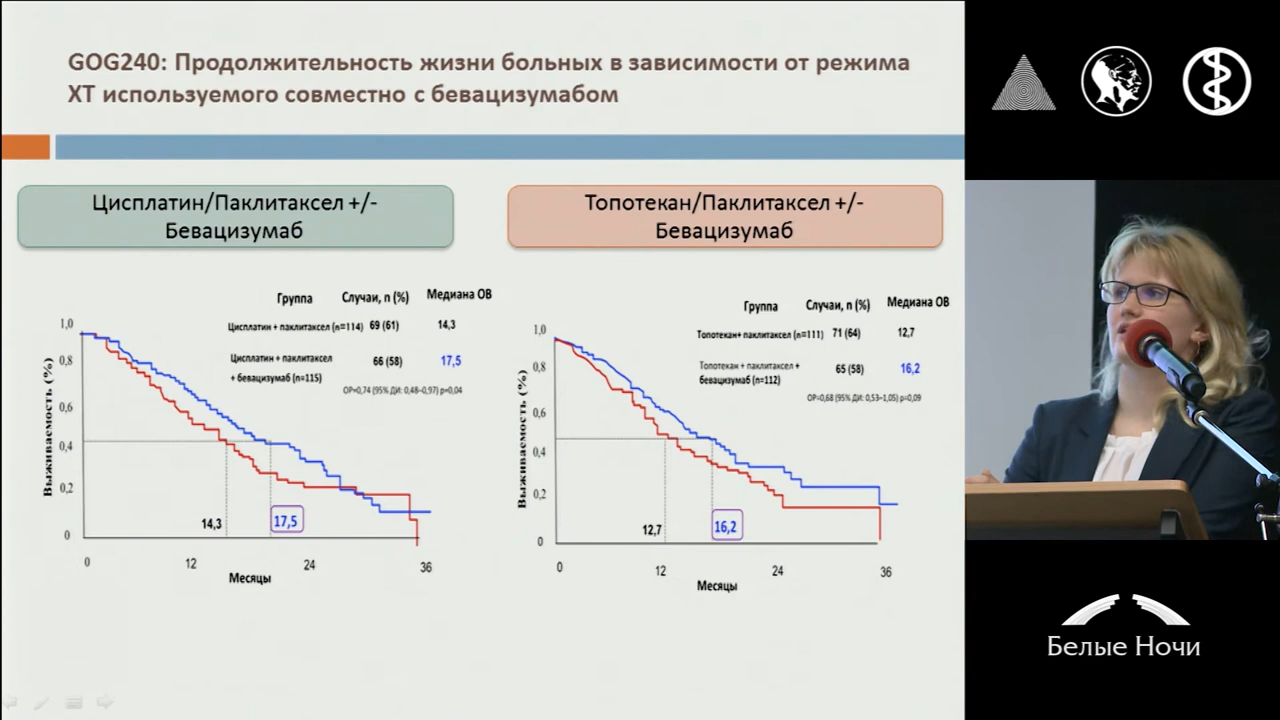 GOG240: Продолжительность жизни больных в зависимости от режима
ХТ используемого совместно с бевацизумабом
Цисплатин/Паклитаксел +/-
Бевацизумаб
Топотекан/Паклитаксел +/-
Бевацизумаб
Группа Случаи, n (%) Медиана ОВ
Цисплатин + паклитаксел (n=114) 69 (61) 14,3
Цисплатин + паклитаксел
+ бевацизумаб (n=115) 66 (58) 17,5
ОР=0,74 (95% ДИ: 0,48–0,97) p=0,04
Выживаемость (%)
1,0
0,8
0,6
0,4
0,2
0
14,3
17,5
0 12 24 36
Месяцы
Группа Случаи, n (%) Медиана ОВ
Топотекан+ паклитаксел (n=111) 71 (64) 12,7
Топотекан + паклитаксел +
бевацизумаб (n=112) 65 (58) 16,2
ОР=0,68 (95% ДИ: 0,53–1,05) p=0,09
Выживаемость (%)
1,0
0,8
0,6
0,4
0,2
0
12,7
16,2
0 12 24 36
Месяцы
Белые Ночи